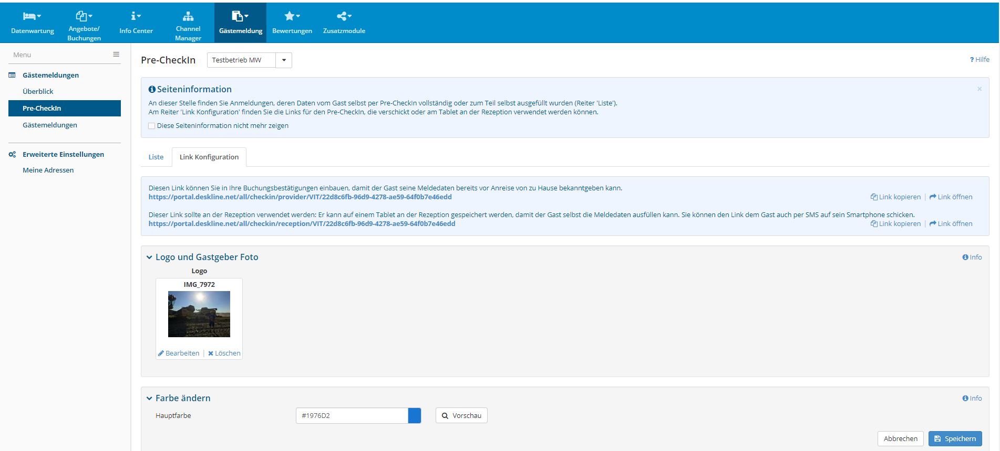 Datenwartung
Angebote/
Buchungen
Info Center
Channel
Manager
Gästemeldung
Bewertungen
Zusatzmodule
Menu
Gästemeldungen
Überblick
Pre-CheckIn
Gästemeldungen
Erweiterte Einstellungen
Meine Adressen
Pre-CheckIn
Testbetrieb MW
? Hilfe
Seiteninformation
An dieser Stelle finden Sie Anmeldungen, deren Daten vom Gast selbst per Pre-CheckIn vollständig oder zum Teil selbst ausgefüllt wurden (Reiter 'Liste').
Am Reiter 'Link Konfiguration' finden Sie die Links für den Pre-CheckIn, die verschickt oder am Tablet an der Rezeption verwendet werden können.
Diese Seiteninformation nicht mehr zeigen
Liste
Link Konfiguration
Diesen Link können Sie in Ihre Buchungsbestätigungen einbauen, damit der Gast seine Meldedaten bereits vor Anreise von zu Hause bekanntgeben kann.
https://portal.deskline.net/all/checkin/provider/VIT/22d8c6fb-96d9-4278-ae59-64f0b7e46edd
Link kopieren | Link öffnen
Dieser Link sollte an der Rezeption verwendet werden: Er kann auf einem Tablet an der Rezeption gespeichert werden, damit der Gast selbst die Meldedaten ausfüllen kann. Sie können den Link dem Gast auch per SMS auf sein Smartphone schicken.
https://portal.deskline.net/all/checkin/reception/VIT/22d8c6fb-96d9-4278-ae59-64f0b7e46edd
Link kopieren | Link öffnen
Logo und Gastgeber Foto
Info
Logo
IMG_7972
Bearbeiten | Löschen
Farbe ändern
Info
Hauptfarbe
#1976D2
Vorschau
Abbrechen
Speichern